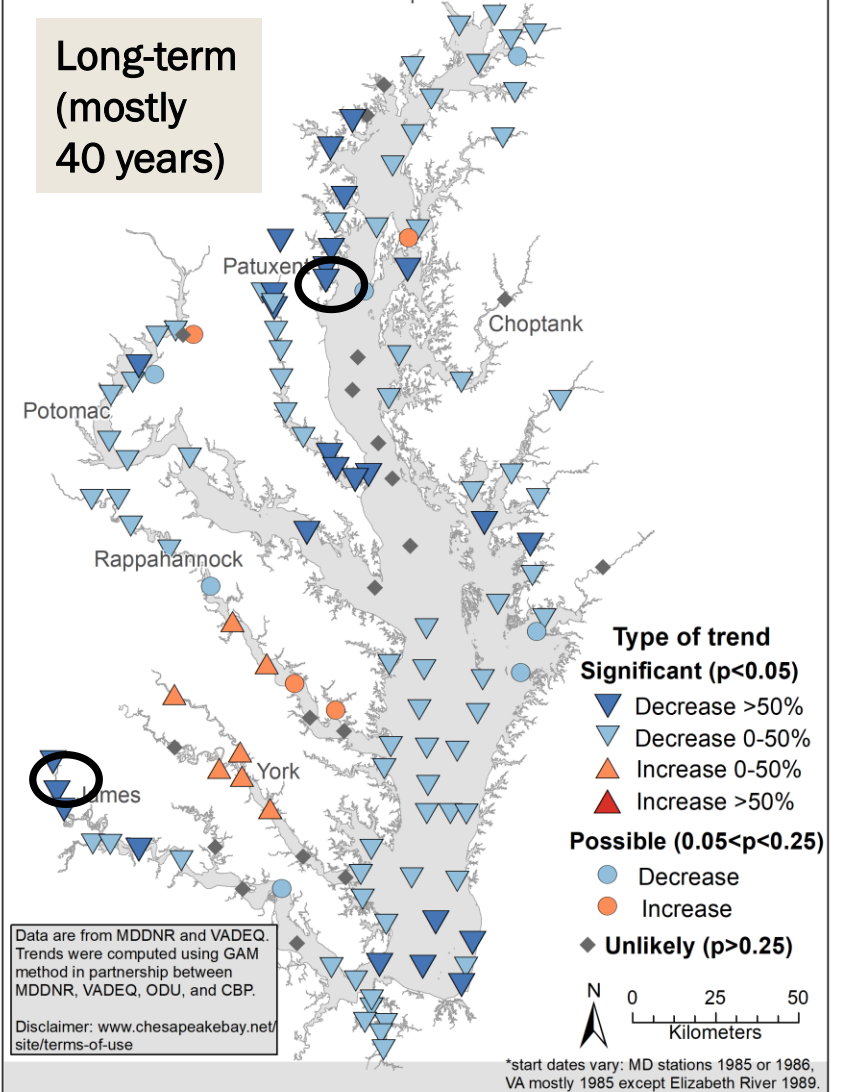 Long-term
(mostly
40 years)
Patuxent
Choptank
Potomac
Rappahannock
York
James
Type of trend
Significant (p<0.05)
Decrease >50%
Decrease 0-50%
Increase 0-50%
Increase >50%
Possible (0.05<p<0.25)
Decrease
Increase
Unlikely (p>0.25)
Data are from MDDNR and VADEQ.
Trends were computed using GAM
method in partnership between
MDDNR, VADEQ, ODU, and CBP.
Disclaimer: www.chesapeakebay.net/
site/terms-of-use
N
0 25 50
Kilometers
*start dates vary: MD stations 1985 or 1986,
VA mostly 1985 except Elizabeth River 1989.